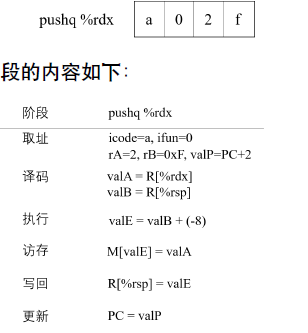 pushq %rdx a 0 2 f
段的内容如下：
阶段 pushq %rdx
取址 icode=a, ifun=0
rA=2, rB=0xF, valP=PC+2
译码 valA = R[%rdx]
valB = R[%rsp]
执行 valE = valB + (-8)
访存 M[valE] = valA
写回 R[%rsp] = valE
更新 PC = valP